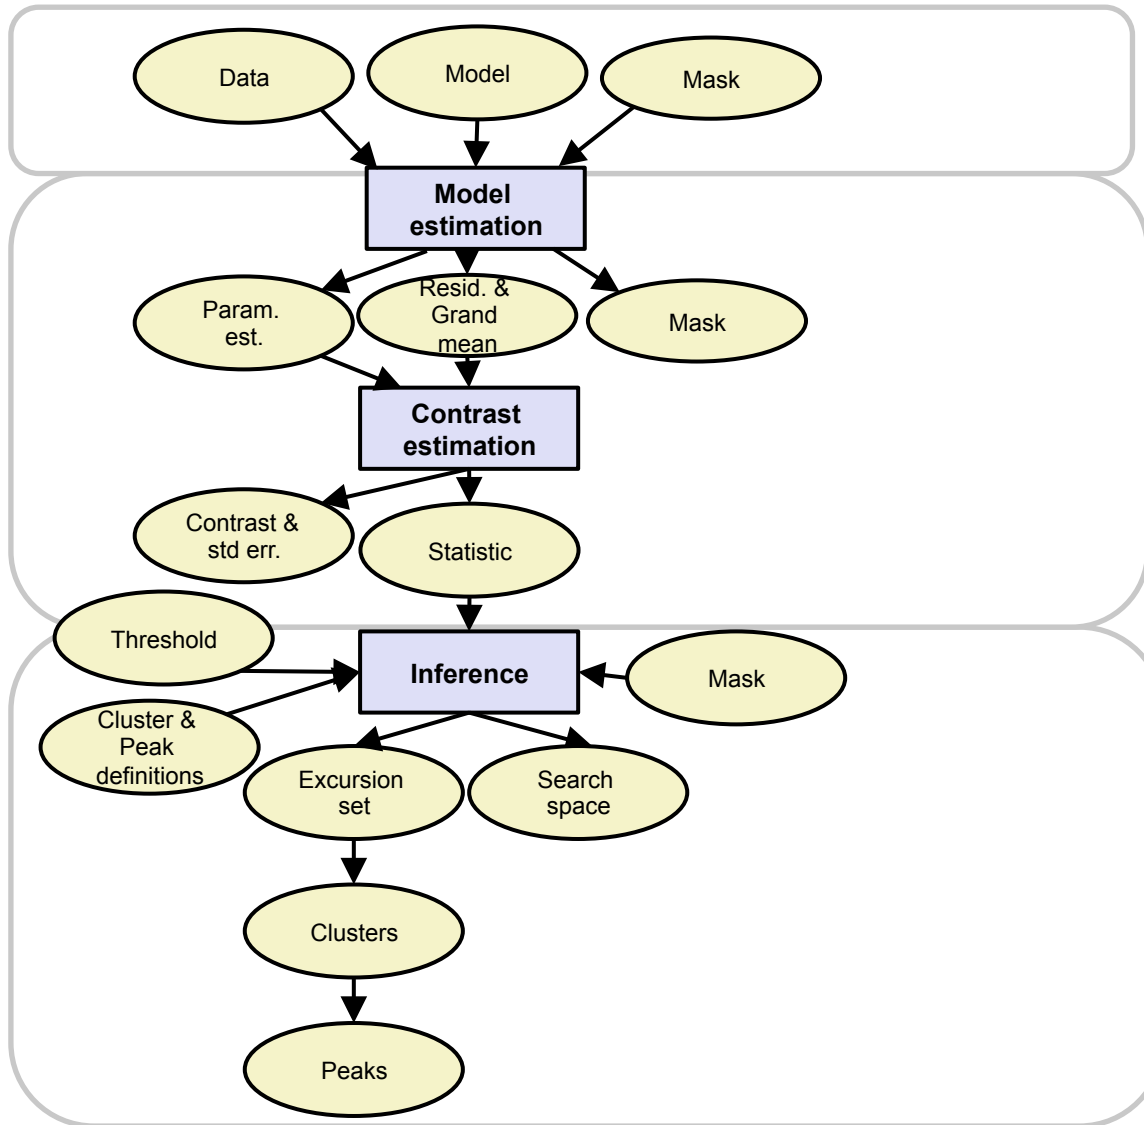 Data
Model
Mask
Model
estimation
Param.
est.
Resid. &
Grand
mean
Mask
Contrast
estimation
Contrast &
std err.
Statistic
Threshold
Inference
Mask
Cluster &
Peak
definitions
Excursion
set
Search
space
Clusters
Peaks